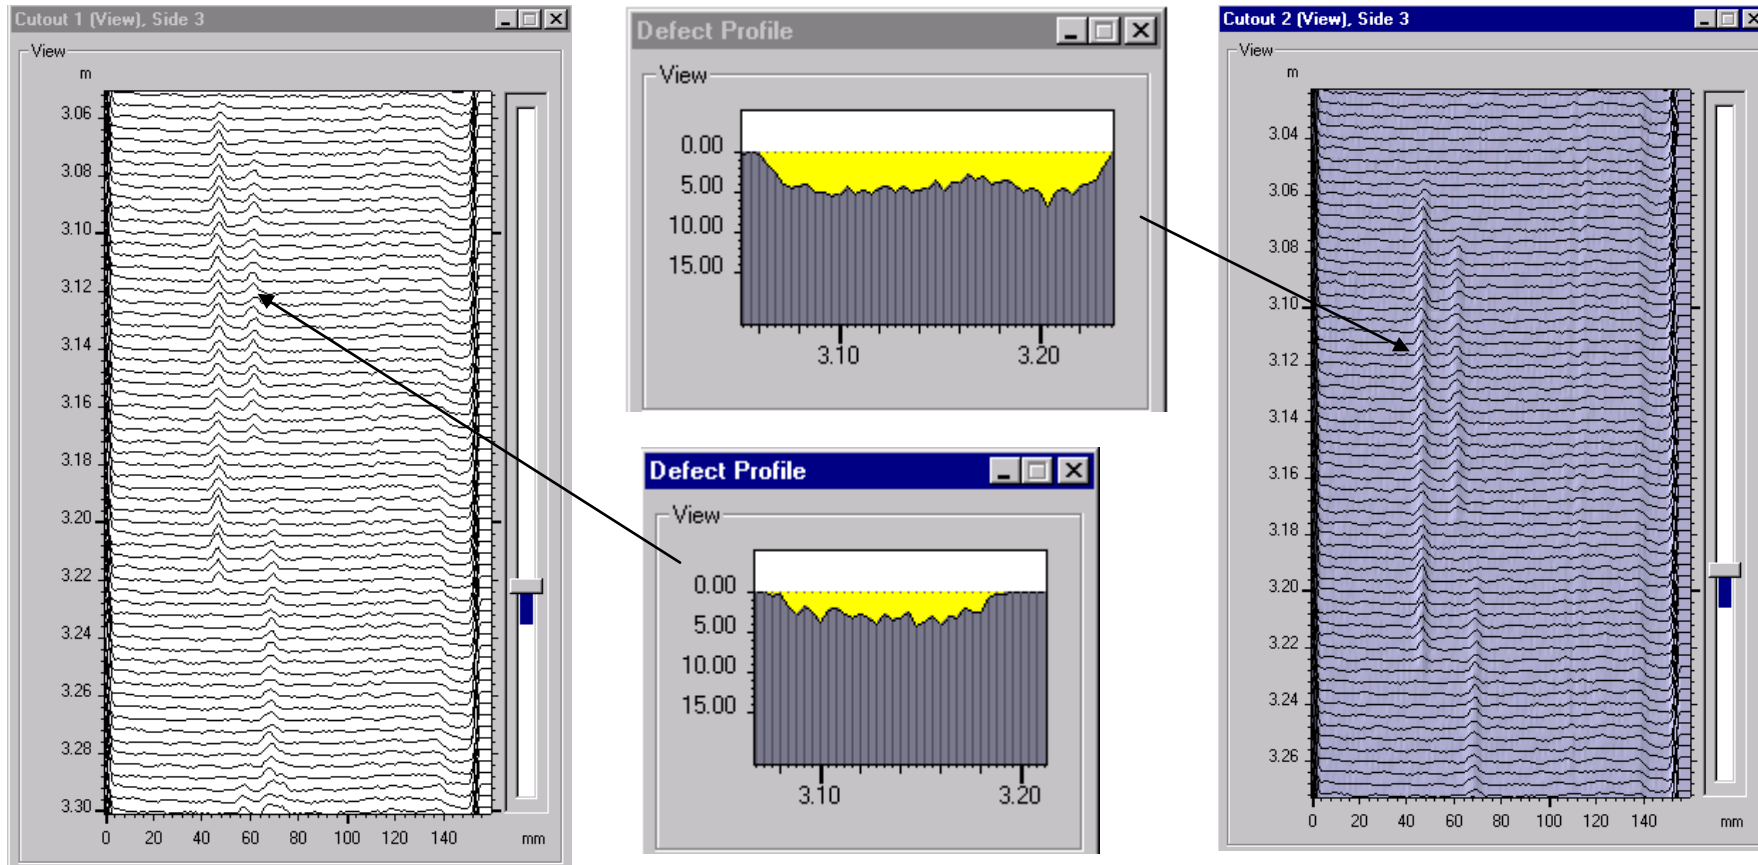 Cutout 1 (View), Side 3
View
m
3.06
3.08
3.10
3.12
3.14
3.16
3.18
3.20
3.22
3.24
3.26
3.28
3.30
0 20 40 60 80 100 120 140 mm
Defect Profile
View
0.00
5.00
10.00
15.00
3.10 3.20
Defect Profile
View
0.00
5.00
10.00
15.00
3.10 3.20
Cutout 2 (View), Side 3
View
m
3.04
3.06
3.08
3.10
3.12
3.14
3.16
3.18
3.20
3.22
3.24
3.26
0 20 40 60 80 100 120 140 mm